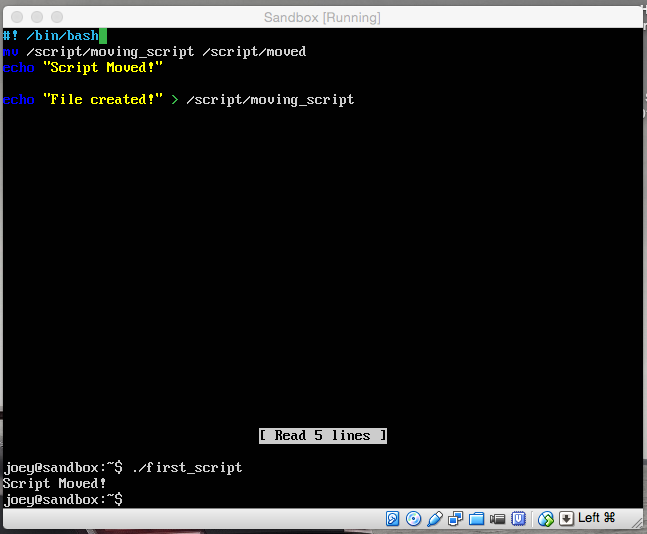 Sandbox [Running]
#! /bin/bash
mv /script/moving_script /script/moved
echo "Script Moved!"
echo "File created!" > /script/moving_script
[ Read 5 lines ]
joey@sandbox:~$ ./first_script
Script Moved!
joey@sandbox:~$
Left ⌘